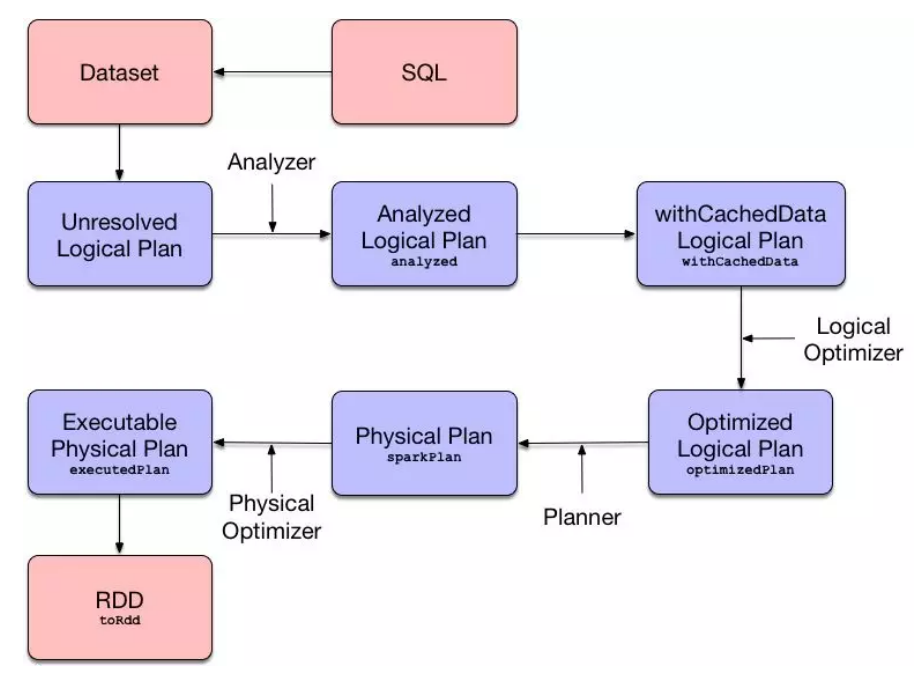 Dataset
SQL
Analyzer
Unresolved
Logical Plan
Analyzed
Logical Plan
analyzed
withCachedData
Logical Plan
withCachedData
Logical
Optimizer
Executable
Physical Plan
executedPlan
Physical Plan
sparkPlan
Optimized
Logical Plan
optimizedPlan
Physical
Optimizer
Planner
RDD
toRdd